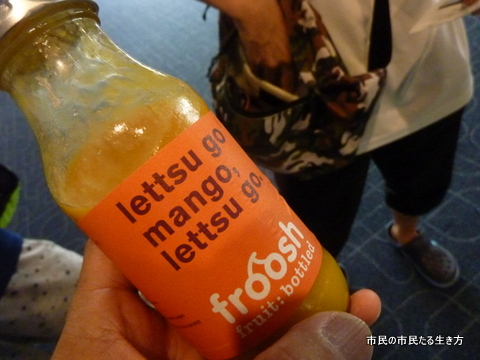 lettsu go
mango,
lettsu go.
froosh
fruit: bottled
市民の市民たる生き方